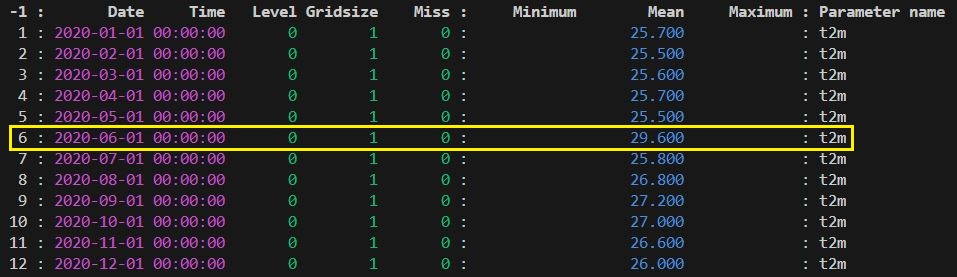 -1 : Date Time Level Gridsize Miss : Minimum Mean Maximum : Parameter name
1 : 2020-01-01 00:00:00 0 1 0 : 25.700 : t2m
2 : 2020-02-01 00:00:00 0 1 0 : 25.500 : t2m
3 : 2020-03-01 00:00:00 0 1 0 : 25.600 : t2m
4 : 2020-04-01 00:00:00 0 1 0 : 25.700 : t2m
5 : 2020-05-01 00:00:00 0 1 0 : 25.500 : t2m
6 : 2020-06-01 00:00:00 0 1 0 : 29.600 : t2m
7 : 2020-07-01 00:00:00 0 1 0 : 25.800 : t2m
8 : 2020-08-01 00:00:00 0 1 0 : 26.800 : t2m
9 : 2020-09-01 00:00:00 0 1 0 : 27.200 : t2m
10 : 2020-10-01 00:00:00 0 1 0 : 27.000 : t2m
11 : 2020-11-01 00:00:00 0 1 0 : 26.600 : t2m
12 : 2020-12-01 00:00:00 0 1 0 : 26.000 : t2m